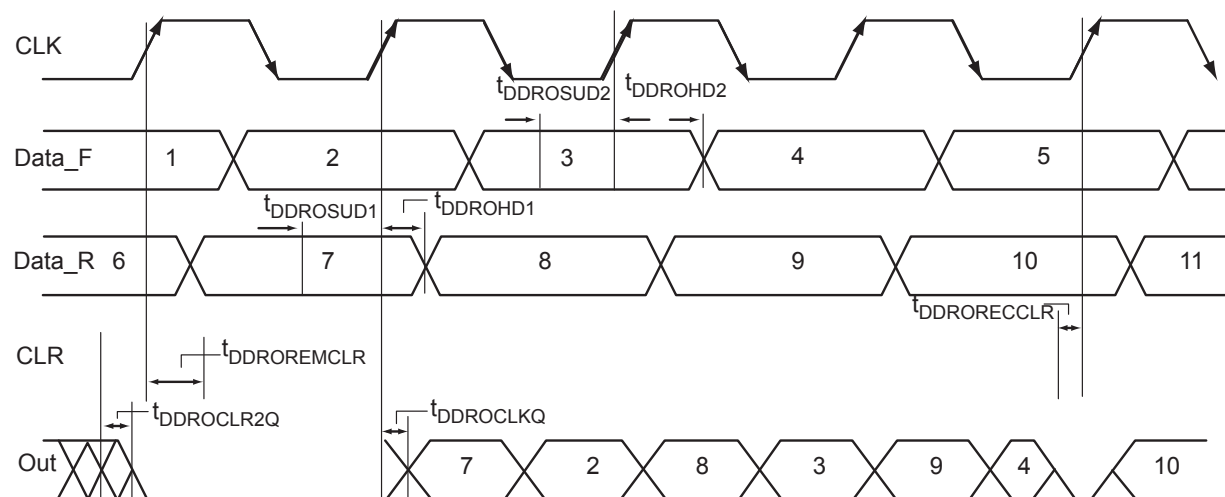 CLK
tDDROSUD2 tDDROHD2
Data_F 1 2 3 4 5
tDDROSUD1 tDDROHD1
Data_R 6 7 8 9 10 11
tDDRORECCLR
CLR
tDDROREMCLR
tDDROCLR2Q tDDROCLKQ
Out 7 2 8 3 9 4 10